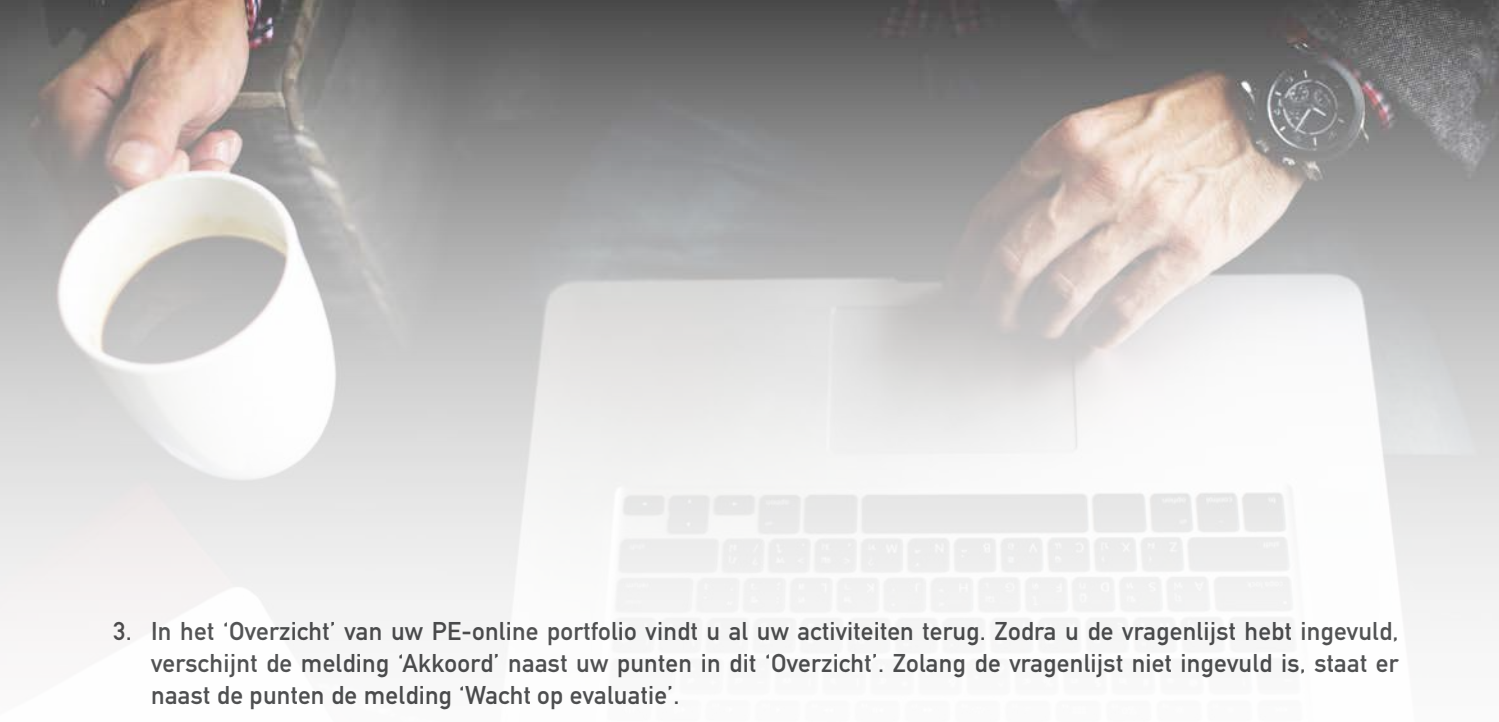 3. In het ‘Overzicht’ van uw PE-online portfolio vindt u al uw activiteiten terug. Zodra u de vragenlijst hebt ingevuld,
verschijnt de melding ‘Akkoord’ naast uw punten in dit ‘Overzicht’. Zolang de vragenlijst niet ingevuld is, staat er
naast de punten de melding ‘Wacht op evaluatie’.